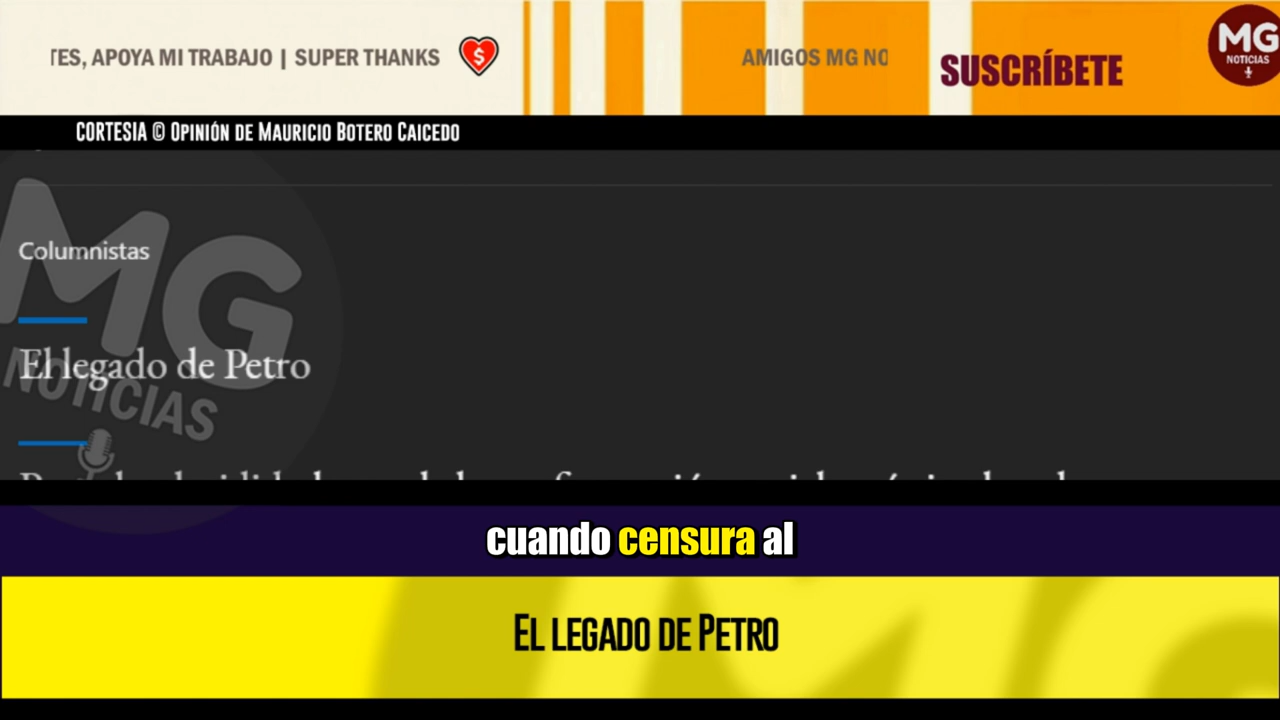 TES, APOYA MI TRABAJO | SUPER THANKS
AMIGOS MG NO
SUSCRÍBETE
MG
NOTICIAS
CORTESIA © OPINIÓN DE MAURICIO BOTERO CAICEDO
Columnistas
MG
NOTICIAS
El legado de Petro
cuando censura al
EL LEGADO DE PETRO